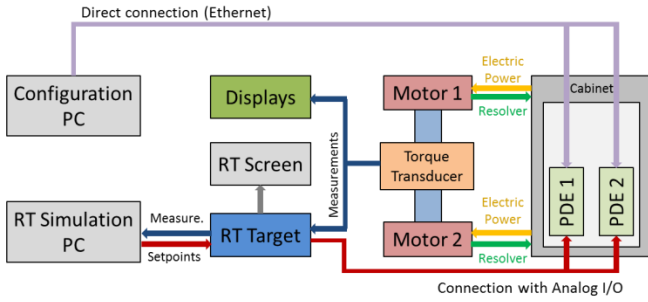 Direct connection (Ethernet)
Configuration
PC
Displays
Motor 1
Electric
Power
Resolver
Cabinet
RT Screen
Measurements
Torque
Transducer
PDE 1
PDE 2
RT Simulation
PC
Measure.
Setpoints
RT Target
Motor 2
Electric
Power
Resolver
Connection with Analog I/O